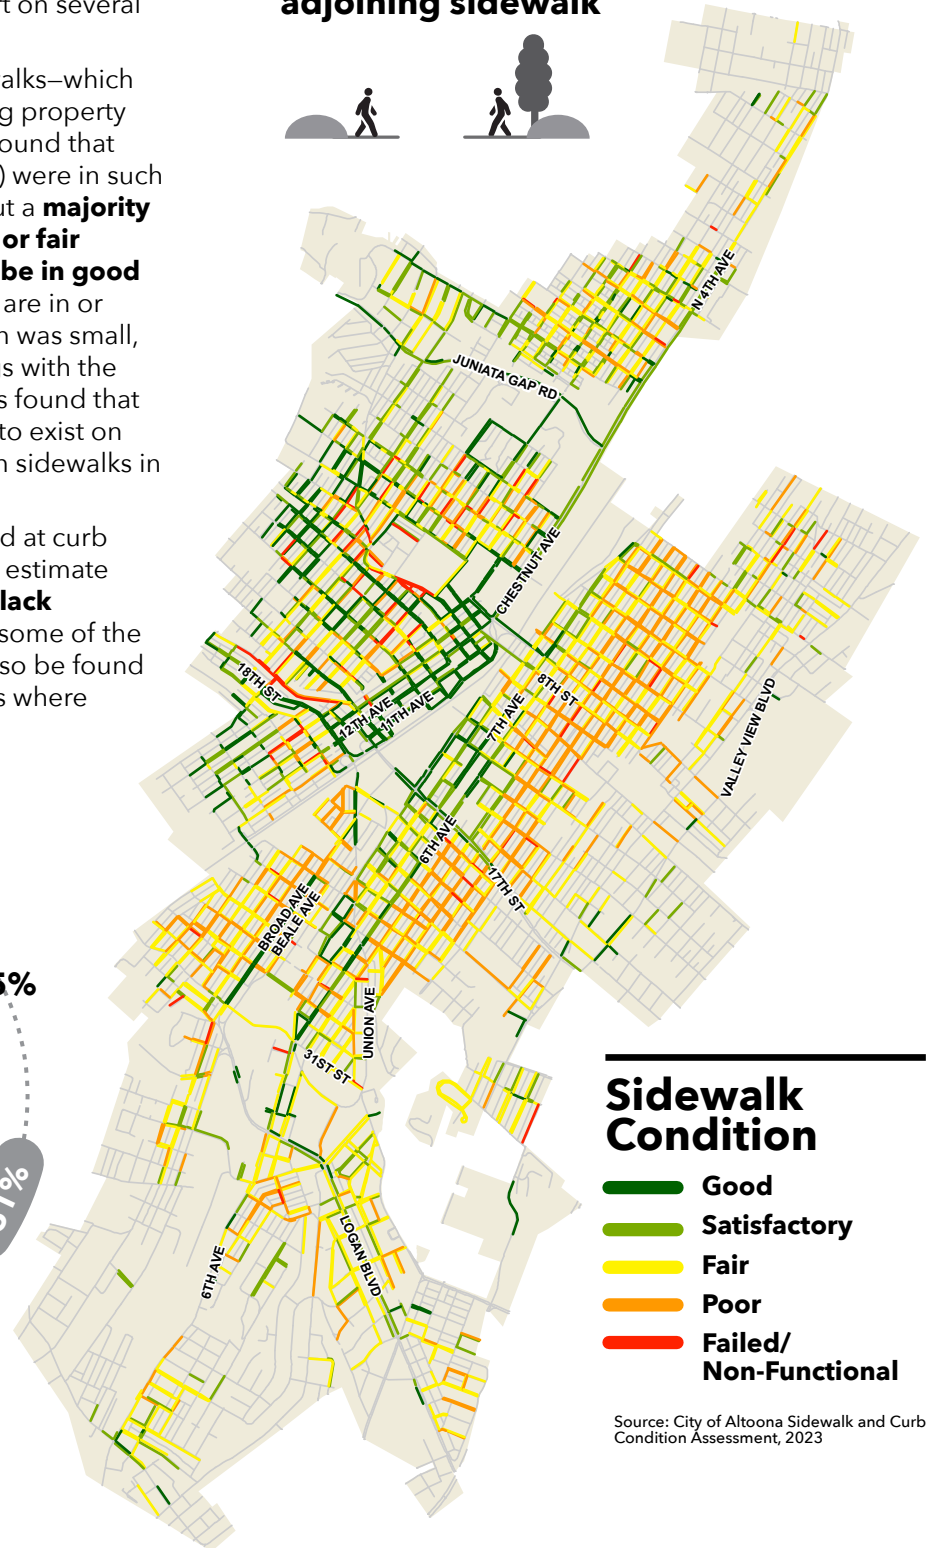 rt on several
alks—which
g property
ound that
) were in such
ut a majority
or fair
be in good
are in or
n was small,
s with the
s found that
to exist on
n sidewalks in
d at curb
estimate
lack
some of the
so be found
s where
5%
1%
adjoining sidewalk
N 4TH AVE
JUNIATA GAP RD
CHESTNUT AVE
18TH ST
12TH AVE
11TH AVE
8TH ST
7TH AVE
VALLEY VIEW BLVD
6TH AVE
17TH ST
BROAD AVE
BEALE AVE
UNION AVE
31ST ST
LOGAN BLVD
6TH AVE
Sidewalk
Condition
Good
Satisfactory
Fair
Poor
Failed/
Non-Functional
Source: City of Altoona Sidewalk and Curb
Condition Assessment, 2023